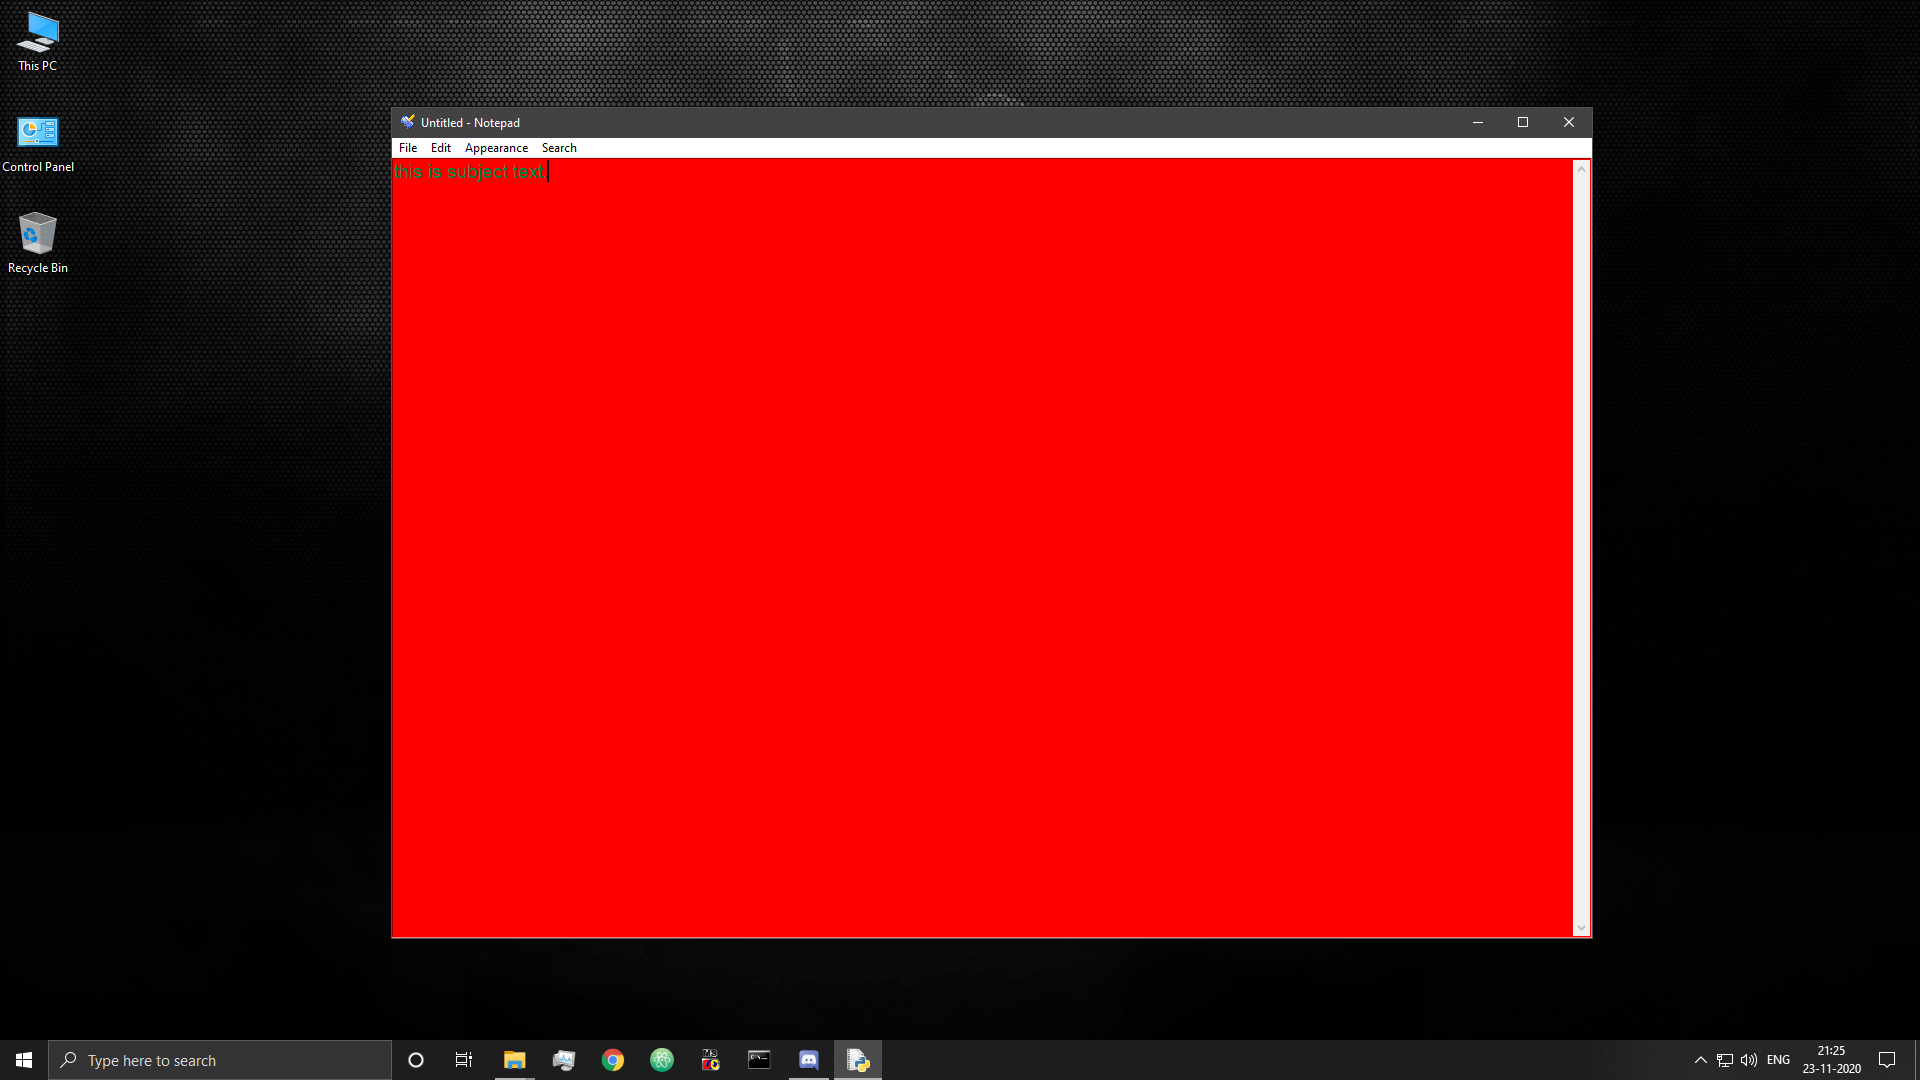 This PC
Control Panel
Recycle Bin
Untitled - Notepad
File Edit Appearance Search
this is subject text
Type here to search
ENG
21:25
23-11-2020